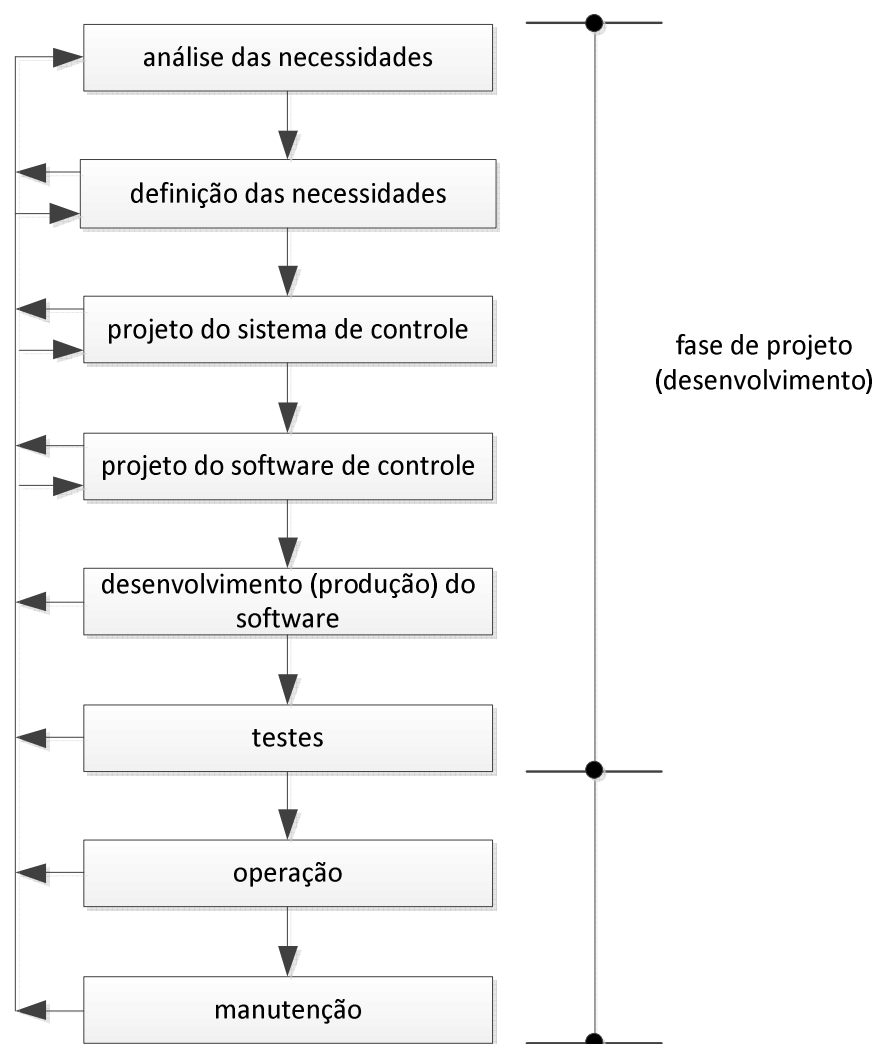 análise das necessidades
definição das necessidades
projeto do sistema de controle
fase de projeto
(desenvolvimento)
projeto do software de controle
desenvolvimento (produção) do
software
testes
operação
manutenção